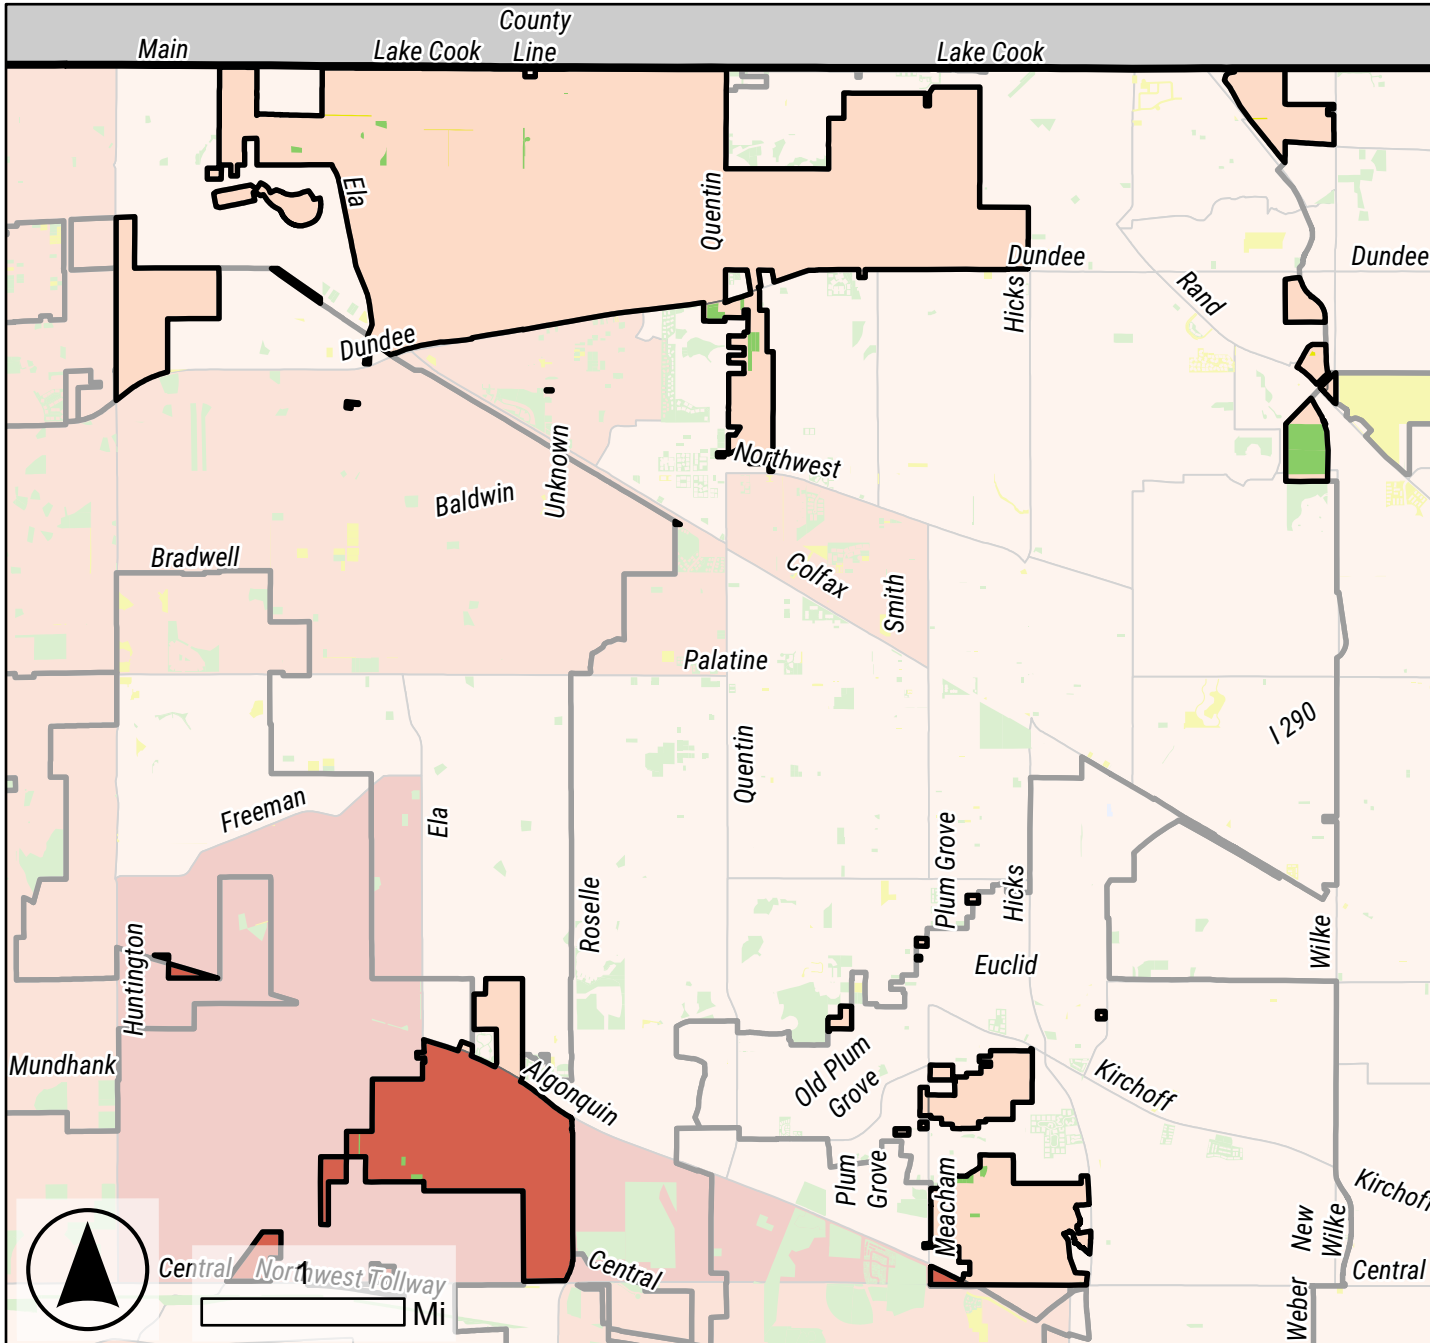 County
Line
Main
Lake Cook
Lake Cook
Ela
Quentin
Dundee
Dundee
Rand
Hicks
Dundee
Northwest
Unknown
Baldwin
Bradwell
Colfax
Smith
Palatine
I 290
Quentin
Freeman
Ela
Plum Grove
Hicks
Roselle
Wilke
Huntington
Euclid
Mundhank
Old Plum
Grove
Algonquin
Kirchoff
Plum
Grove
Meacham
Kirchoff
New
Wilke
Central
Northwest Tollway
Central
Central
Weber
1
Mi